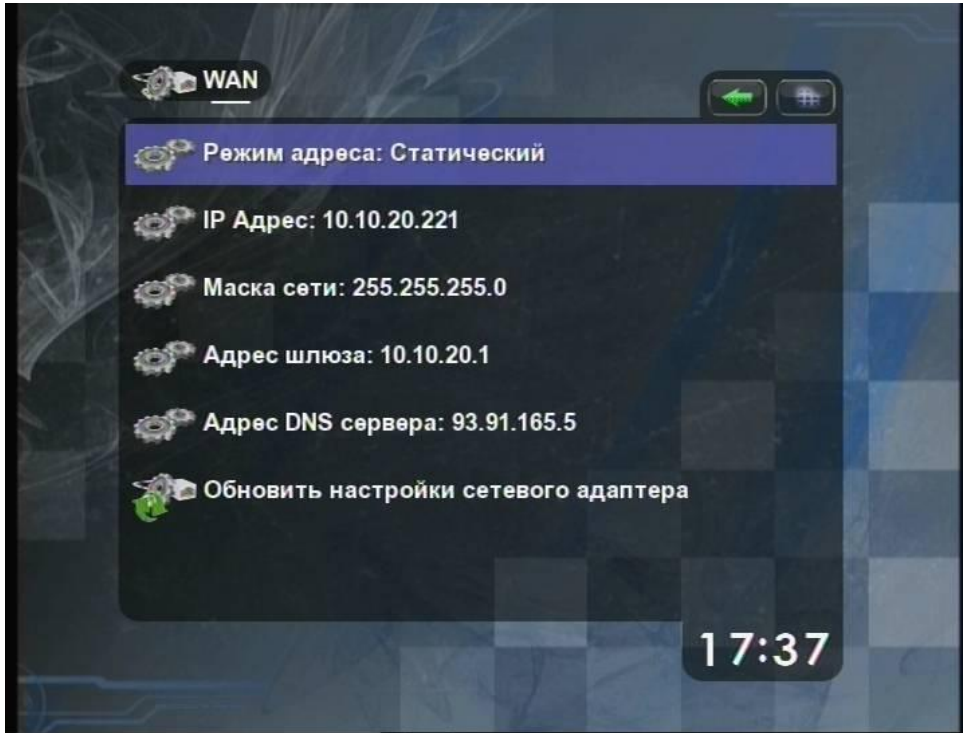 WAN
Режим адреса: Статический
IP Адрес: 10.10.20.221
Маска сети: 255.255.255.0
Адрес шлюза: 10.10.20.1
Адрес DNS сервера: 93.91.165.5
Обновить настройки сетевого адаптера
17:37